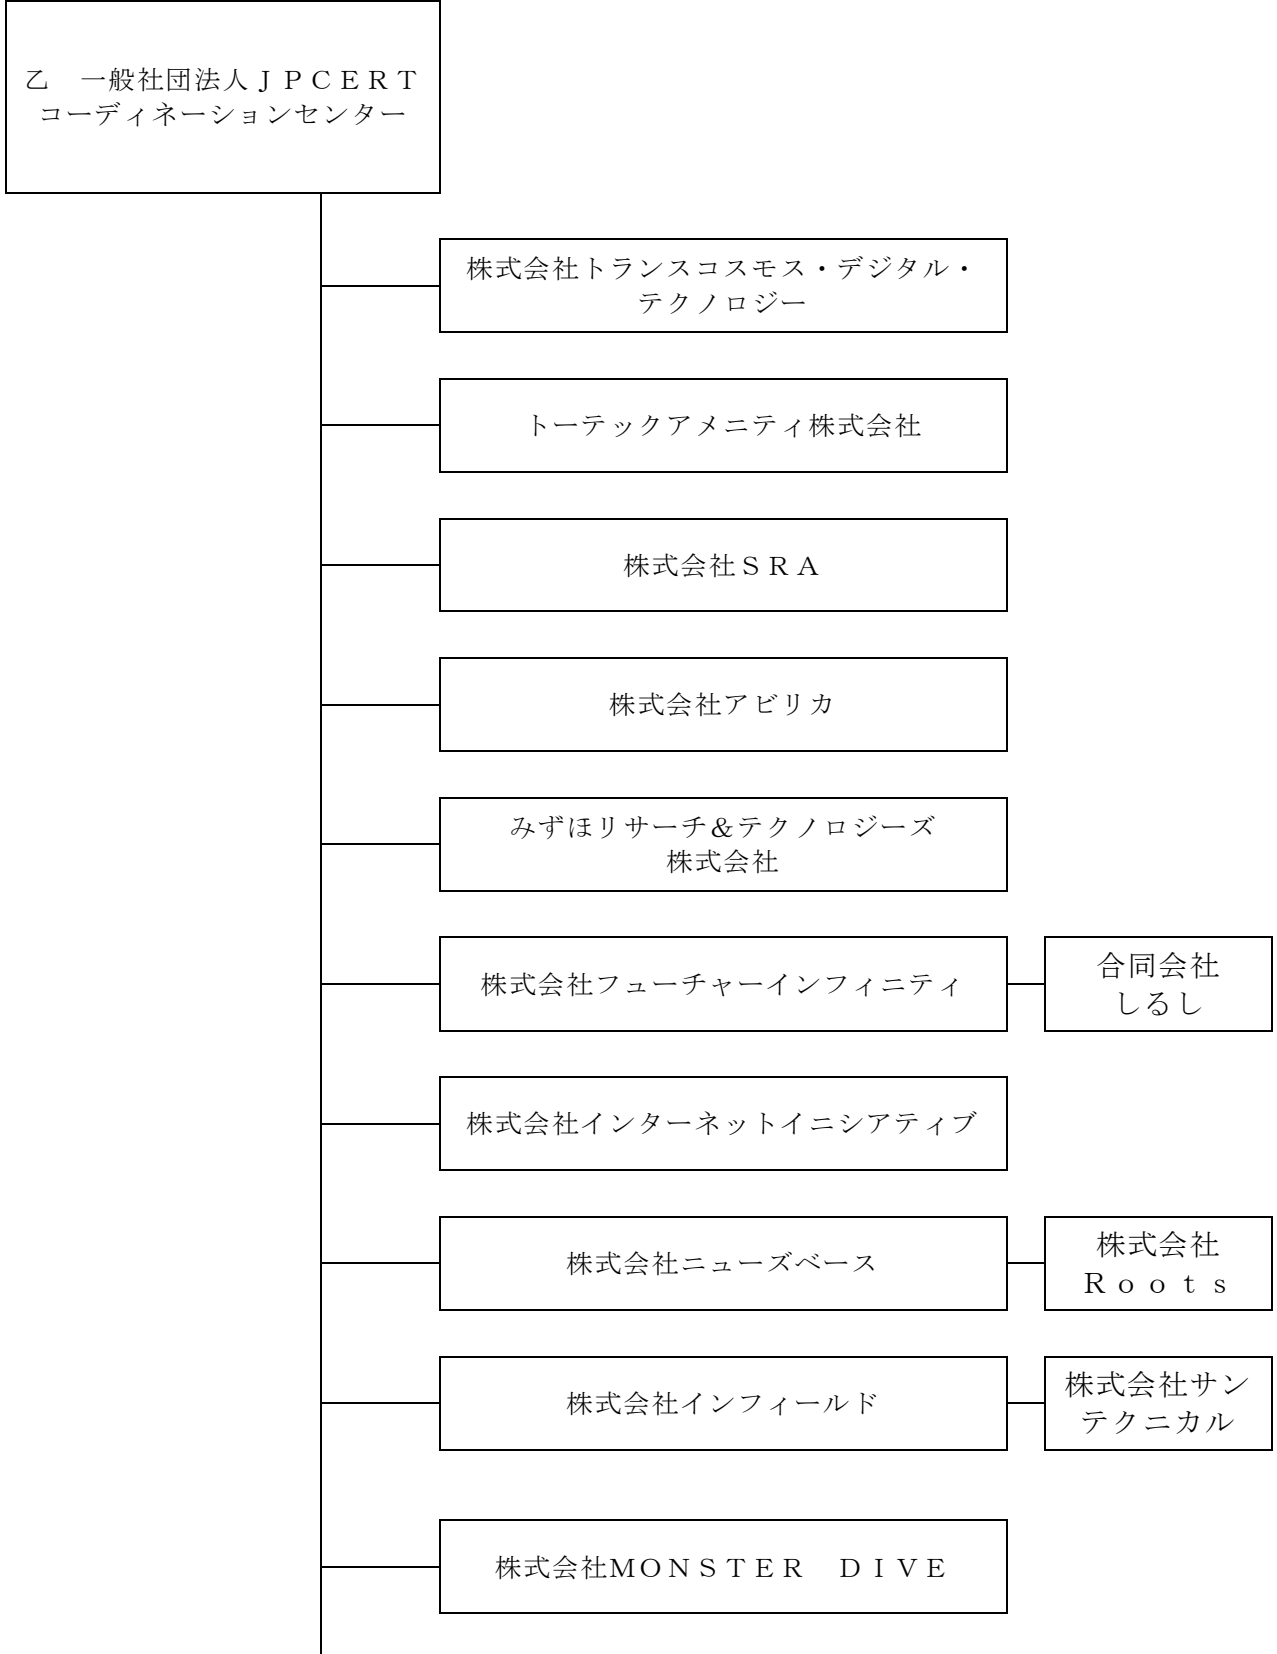 乙　一般社団法人ＪＰＣＥＲＴ
コーディネーションセンター
株式会社トランスコスモス・デジタル・
テクノロジー
トーテックアメニティ株式会社
株式会社ＳＲＡ
株式会社アビリカ
みずほリサーチ＆テクノロジーズ
株式会社
株式会社フューチャーインフィニティ
合同会社
しるし
株式会社インターネットイニシアティブ
株式会社ニューズベース
株式会社
Ｒｏｏｔｓ
株式会社インフィールド
株式会社サン
テクニカル
株式会社ＭＯＮＳＴＥＲ　ＤＩＶＥ